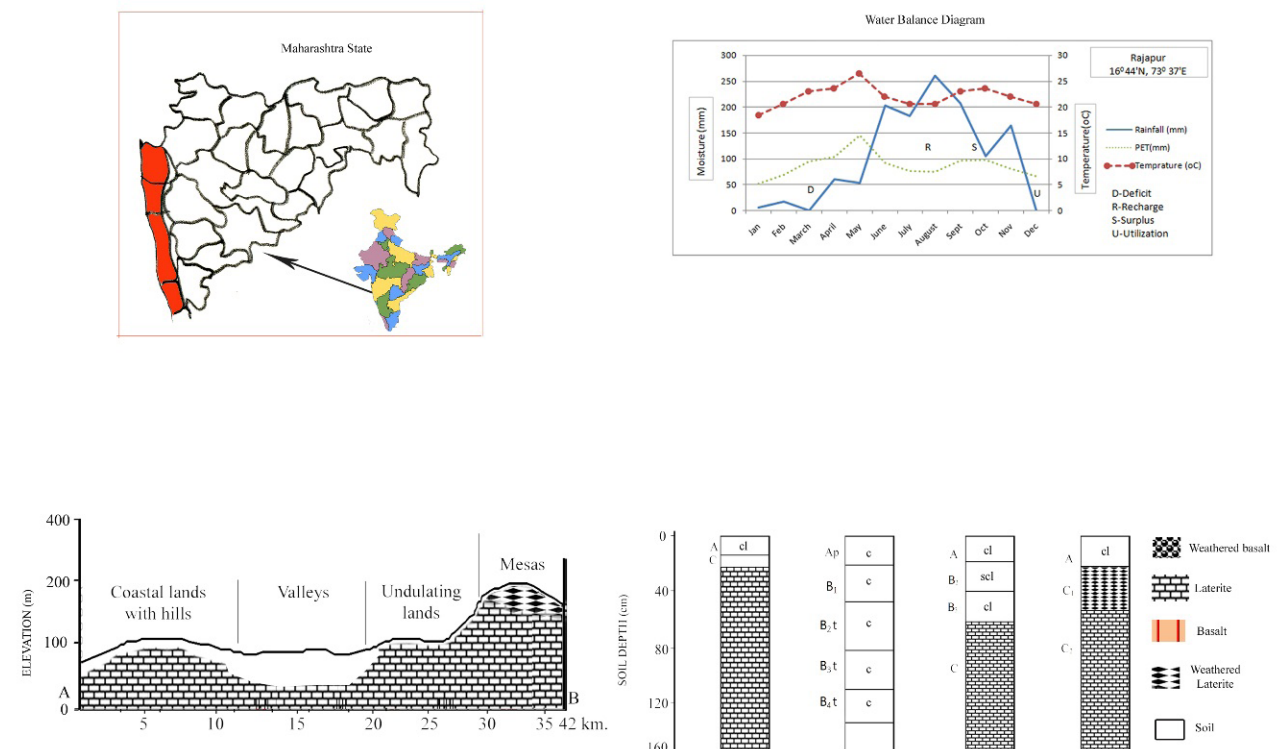 Maharashtra State
Water Balance Diagram
Moisture (mm)
300
250
200
150
100
50
0
D
R
S
U
Jan
Feb
March
April
May
June
July
August
Sept
Oct
Nov
Dec
30
25
20
15
10
5
0
Temperature(oC)
Rajapur
16⁰44'N, 73⁰ 37'E
Rainfall (mm)
PET(mm)
Temprature (oC)
D-Deficit
R-Recharge
S-Surplus
U-Utilization
ELEVATION (m)
400
200
100
0
A
B
Coastal lands
with hills
Valleys
Undulating
lands
Mesas
5 10 15 20 25 30 35 42 km.
SOIL DEPTH (cm)
0
40
80
120
160
A cl
C
Ap c
B₁ c
B₂t c
B₃t c
B₄t c
A cl
B₂ scl
cl
C
A cl
C₁
Weathered basalt
Laterite
Basalt
Weathered
Laterite
Soil